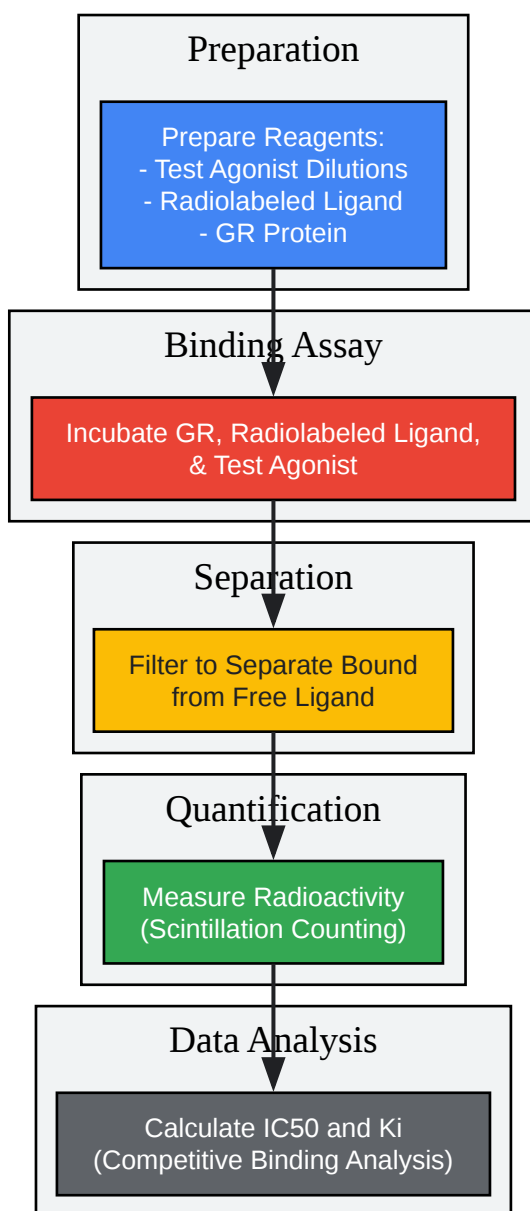 Preparation
Prepare Reagents:
- Test Agonist Dilutions
- Radiolabeled Ligand
- GR Protein
Binding Assay
Incubate GR, Radiolabeled Ligand,
& Test Agonist
Separation
Filter to Separate Bound
from Free Ligand
Quantification
Measure Radioactivity
(Scintillation Counting)
Data Analysis
Calculate IC50 and Ki
(Competitive Binding Analysis)